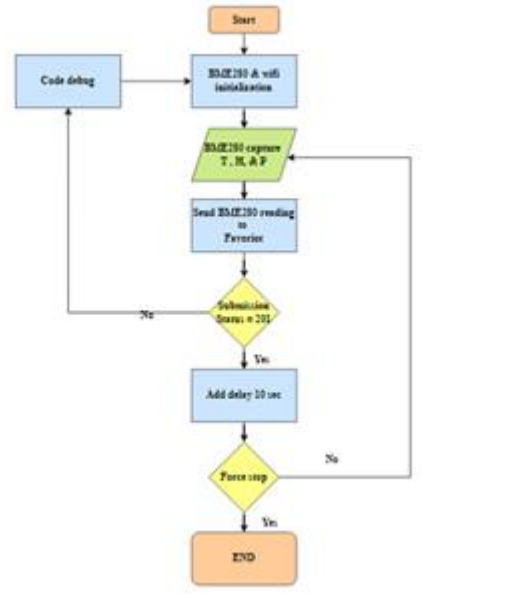 Start
Code debug
BME280 & wifi
initialization
BME280 capture
T, H, & P
Send BME280 reading
to
Favoriot
Submission
Status = 201
No
Yes
Add delay 10 sec
Force stop
No
Yes
END